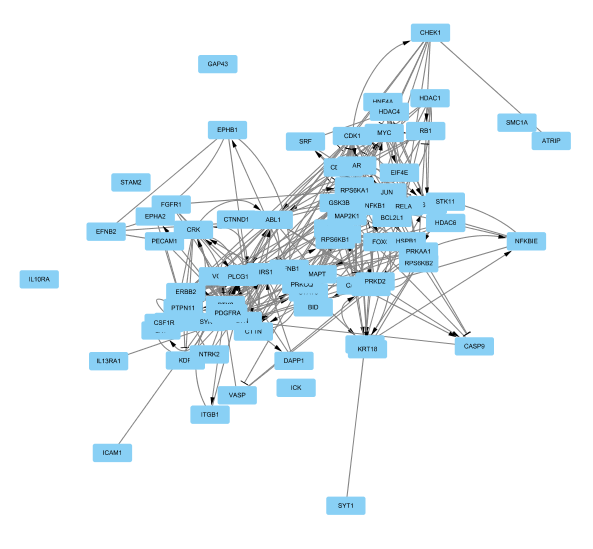 CHEK1
GAP43
HDAC1
HDAC4
SMC1A
EPHB1
CDK1
MYC
RB1
SRF
ATRIP
AR
EIF4E
STAM2
RPS6KA1
JUN
FGFR1
EPHA2
GSK3B
NFKB1
RELA
STK11
CTNND1
ABL1
MAP2K1
BCL2L1
HDAC6
EFNB2
CRK
PECAM1
RPS6KB1
HSPB1
NFKBIE
PRKAA1
RPS6KB2
IL10RA
PLCG1
IRS1
MAPT
PRKD2
ERBB2
PTPN11
BID
PDGFRA
CSF1R
CASP9
KRT18
IL13RA1
NTRK2
DAPP1
ICK
VASP
ITGB1
ICAM1
SYT1